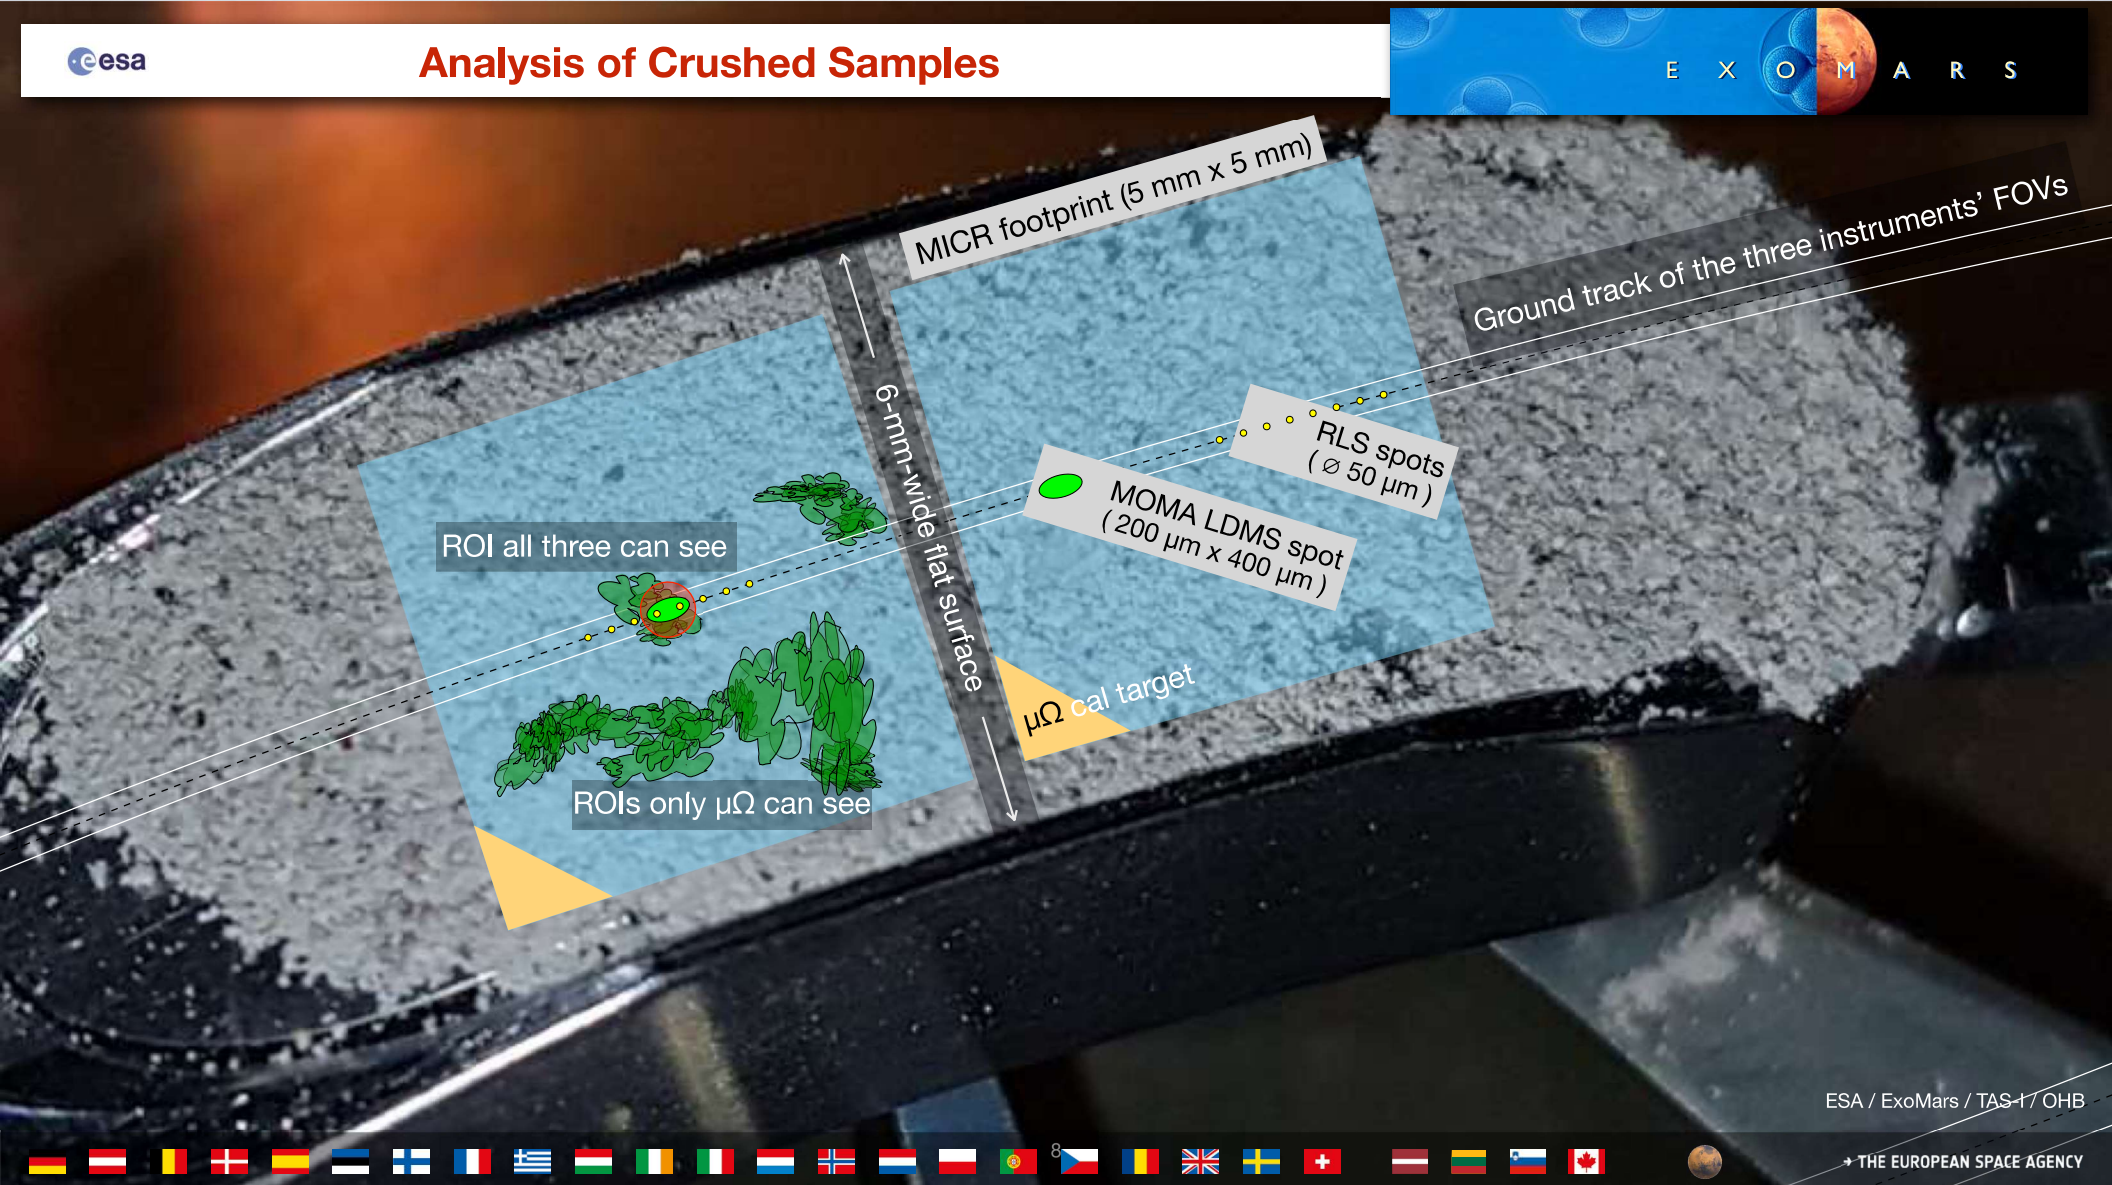 esa
Analysis of Crushed Samples
E X O M A R S
MICR footprint (5 mm x 5 mm)
Ground track of the three instruments' FOVs
6-mm-wide flat surface
RLS spots
( ∅ 50 µm )
MOMA LDMS spot
( 200 µm x 400 µm )
ROI all three can see
µΩ cal target
ROIs only µΩ can see
ESA / ExoMars / TAS-I / OHB
8
→ THE EUROPEAN SPACE AGENCY